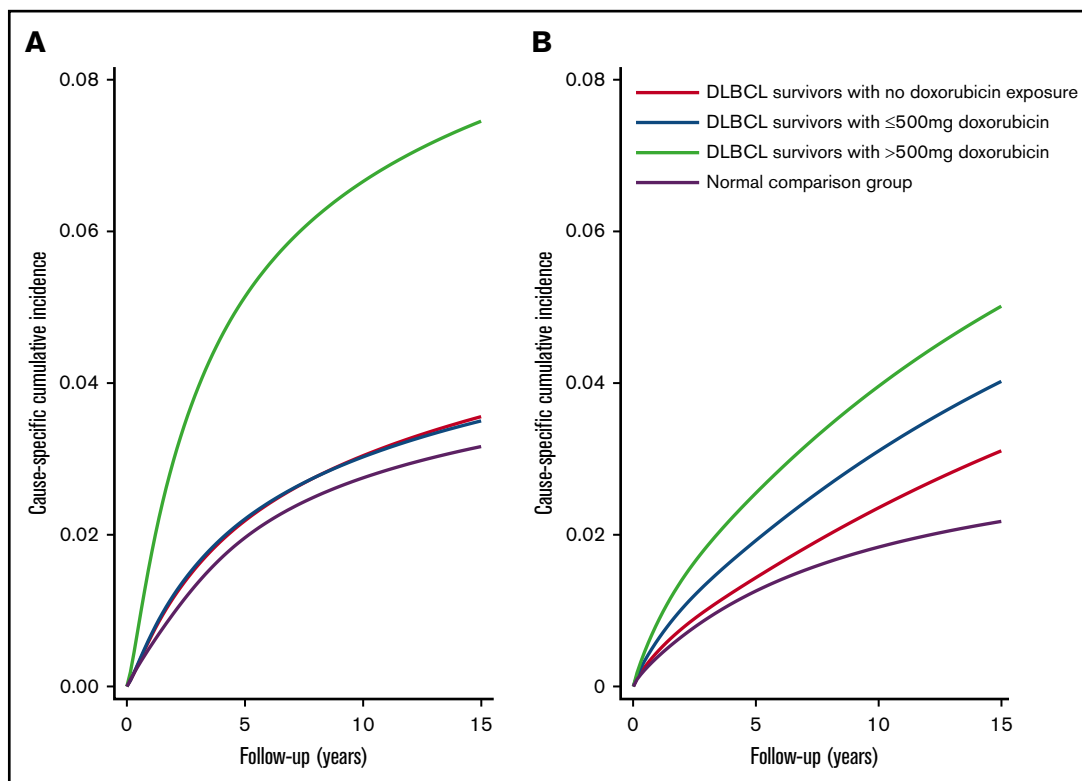 A
Cause-specific cumulative incidence
0.08
0.06
0.04
0.02
0.00
0
5
10
15
Follow-up (years)
B
Cause-specific cumulative incidence
0.08
0.06
0.04
0.02
0
0
5
10
15
Follow-up (years)
DLBCL survivors with no doxorubicin exposure
DLBCL survivors with ≤500mg doxorubicin
DLBCL survivors with >500mg doxorubicin
Normal comparison group